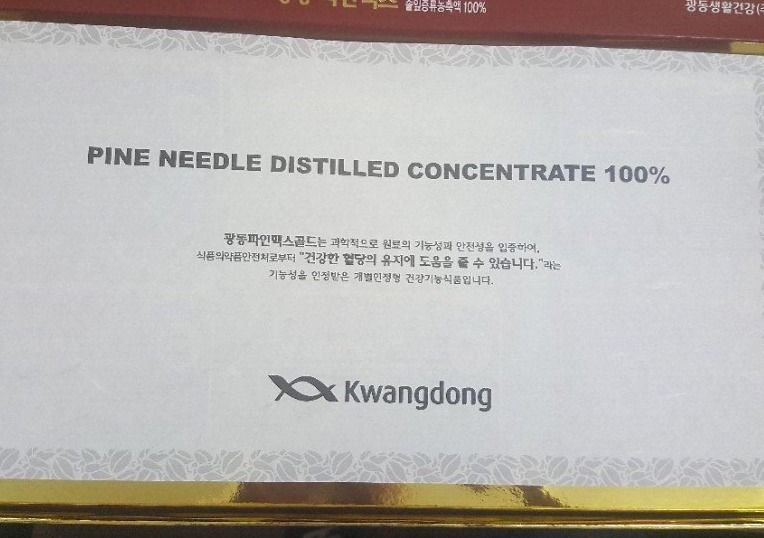 솔잎증류농축액 100%
광동생활건강(주
PINE NEEDLE DISTILLED CONCENTRATE 100%
광동파인맥스골드는 과학적으로 원료의 기능성과 안전성을 입증하여,
식품의약품안전처로부터 "건강한 혈당의 유지에 도움을 줄 수 있습니다."라는
기능성을 인정받은 개별인정형 건강기능식품입니다.
Kwangdong